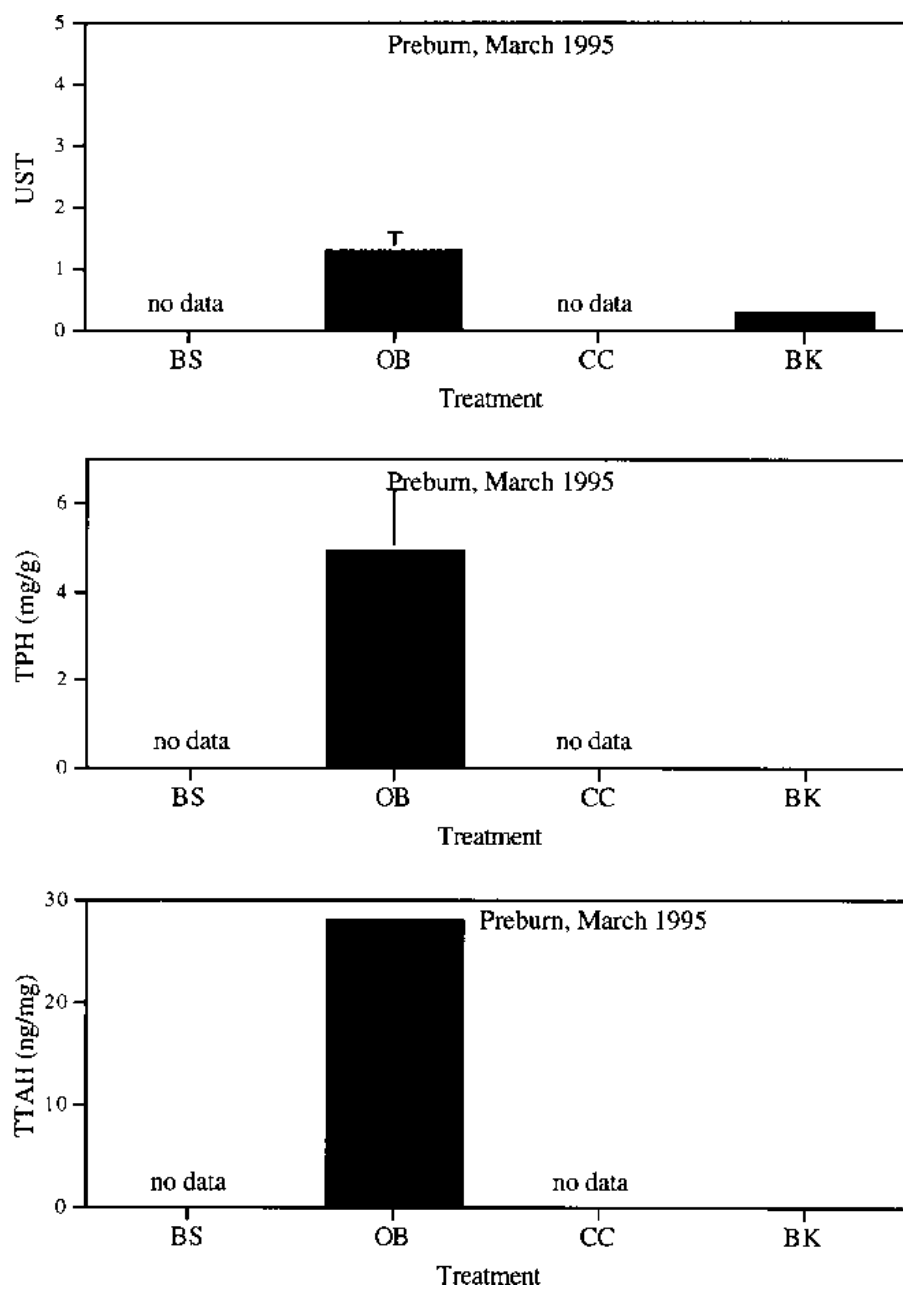 5
Preburn, March 1995
4
3
UST
2
1
no data
no data
0
BS OB CC BK
Treatment
Preburn, March 1995
6
TPH (mg/g)
4
2
no data
no data
0
BS OB CC BK
Treatment
30
Preburn, March 1995
20
TTAH (ng/mg)
10
no data
no data
0
BS OB CC BK
Treatment